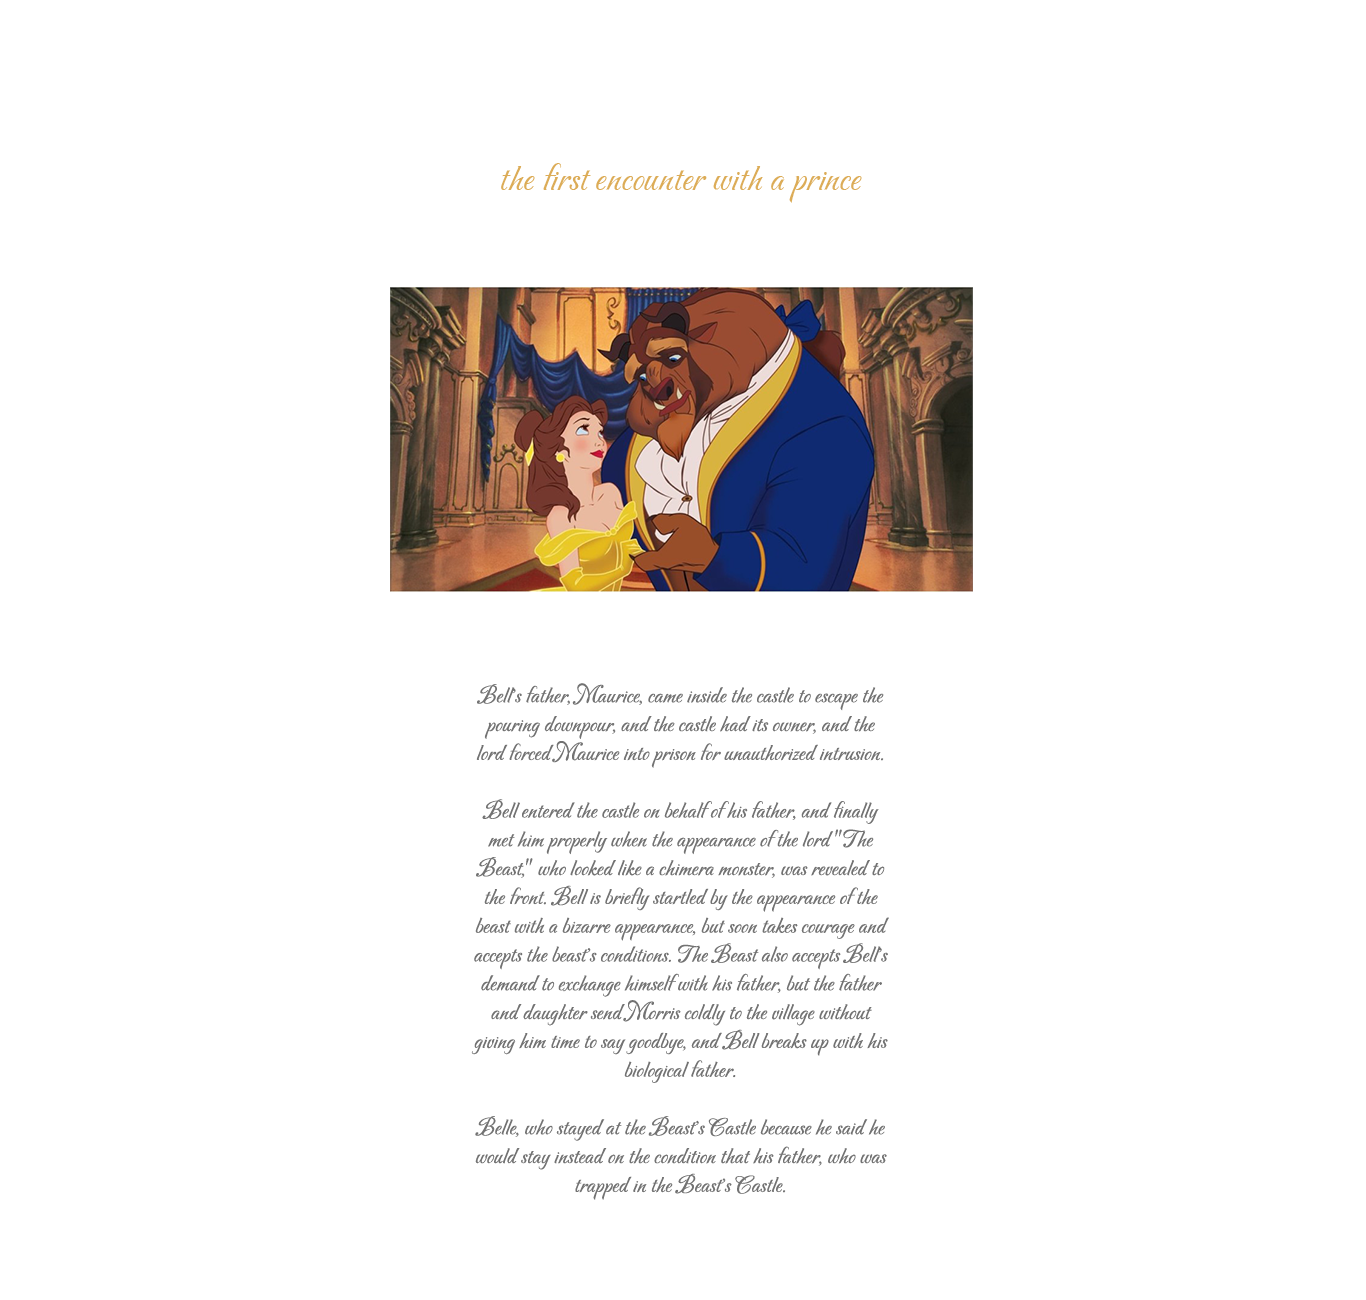 the first encounter with a prince
Bell's father, Maurice, came inside the castle to escape the
pouring downpour, and the castle had its owner, and the
lord forced Maurice into prison for unauthorized intrusion.
Bell entered the castle on behalf of his father, and finally
met him properly when the appearance of the lord "The
Beast," who looked like a chimera monster, was revealed to
the front. Bell is briefly startled by the appearance of the
beast with a bizarre appearance, but soon takes courage and
accepts the beast's conditions. The Beast also accepts Bell's
demand to exchange himself with his father, but the father
and daughter send Morris coldly to the village without
giving him time to say goodbye, and Bell breaks up with his
biological father.
Belle, who stayed at the Beast's Castle because he said he
would stay instead on the condition that his father, who was
trapped in the Beast's Castle.